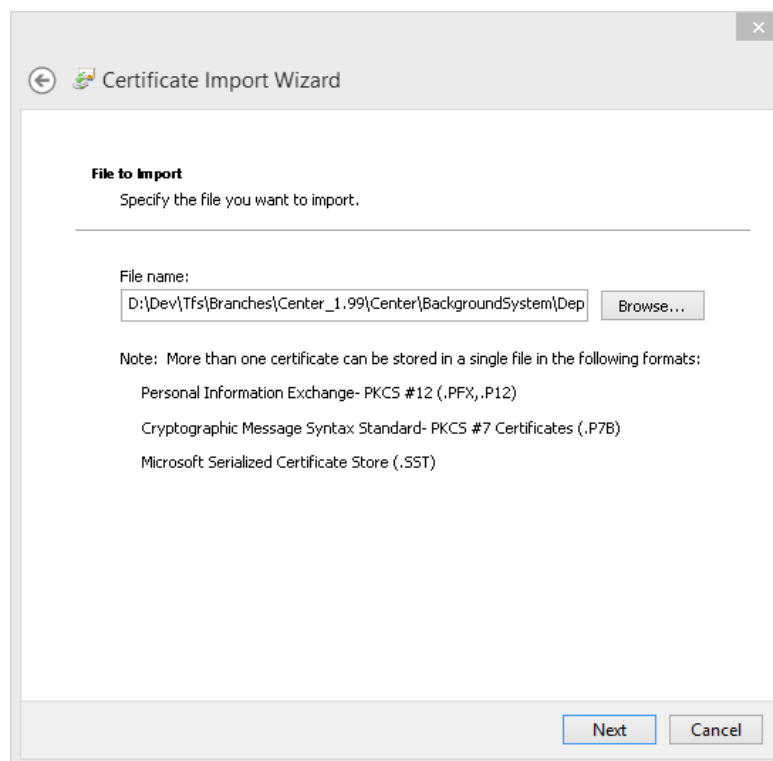 Certificate Import Wizard
File to Import
Specify the file you want to import.
File name:
D:\Dev\Tfs\Branches\Center_1.99\Center\BackgroundSystem\Dep
Browse...
Note:  More than one certificate can be stored in a single file in the following formats:
Personal Information Exchange- PKCS #12 (.PFX,.P12)
Cryptographic Message Syntax Standard- PKCS #7 Certificates (.P7B)
Microsoft Serialized Certificate Store (.SST)
Next
Cancel